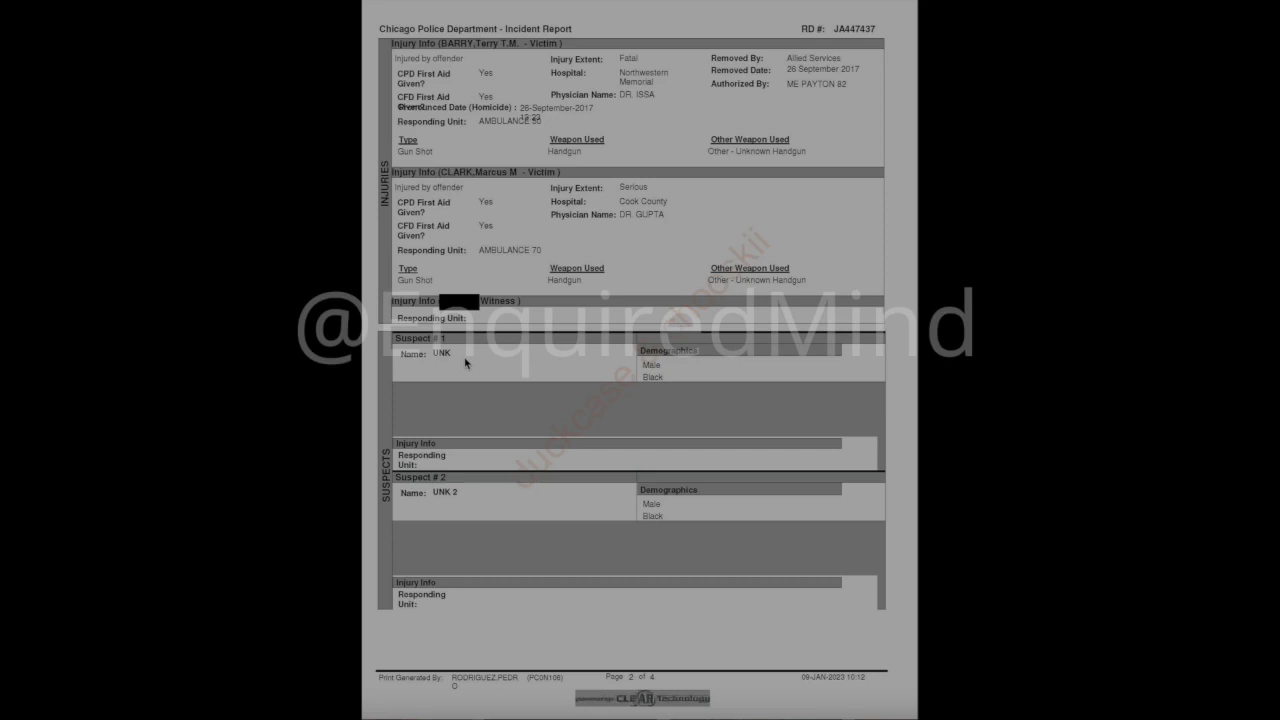 Chicago Police Department - Incident Report RD #: JA447437
Injury Info (BARRY,Terry T.M. - Victim )
Injured by offender Injury Extent: Fatal Removed By: Allied Services
CPD First Aid Given? Yes Hospital: Northwestern Memorial Removed Date: 26 September 2017
CFD First Aid Yes Physician Name: DR. ISSA Authorized By: ME PAYTON 82
Pronounced Date (Homicide) : 26-September-2017
Responding Unit: AMBULANCE 50
Type Weapon Used Other Weapon Used
Gun Shot Handgun Other - Unknown Handgun
INJURIES
Injury Info (CLARK,Marcus M - Victim )
Injured by offender Injury Extent: Serious
CPD First Aid Given? Yes Hospital: Cook County
Physician Name: DR. GUPTA
CFD First Aid Given? Yes
Responding Unit: AMBULANCE 70
Type Weapon Used Other Weapon Used
Gun Shot Handgun Other - Unknown Handgun
Injury Info Witness )
Responding Unit:
@EnquiredMind
Suspect # 1
Name: UNK Demographics
Male
Black
Injury Info
Responding
Unit:
SUSPECTS
Suspect # 2
Name: UNK 2 Demographics
Male
Black
Injury Info
Responding
Unit:
Print Generated By: RODRIGUEZ,PEDR (PC0N106) Page 2 of 4 09-JAN-2023 10:12
O
CLEAR Technology